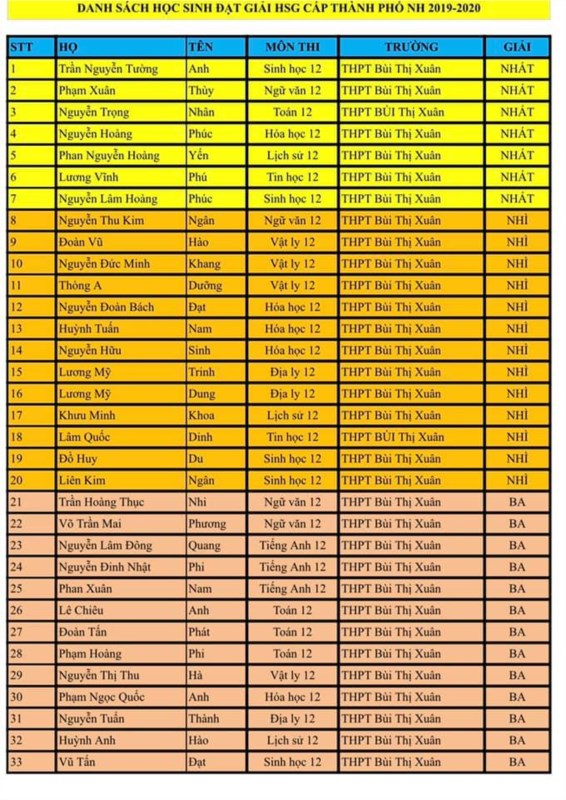 DANH SÁCH HỌC SINH ĐẠT GIẢI HSG CẤP THÀNH PHỐ NH 2019-2020
STT HỌ TÊN MÔN THI TRƯỜNG GIẢI
1 Trần Nguyễn Tường Anh Sinh học 12 THPT Bùi Thị Xuân NHẤT
2 Phạm Xuân Thủy Ngữ văn 12 THPT Bùi Thị Xuân NHẤT
3 Nguyễn Trọng Nhân Toán 12 THPT BÙI Thị Xuân NHẤT
4 Nguyễn Hoàng Phúc Hóa học 12 THPT Bùi Thị Xuân NHẤT
5 Phan Nguyễn Hoàng Yến Lịch sử 12 THPT Bùi Thị Xuân NHẤT
6 Lương Vĩnh Phú Tin học 12 THPT Bùi Thị Xuân NHẤT
7 Nguyễn Lâm Hoàng Phúc Sinh học 12 THPT Bùi Thị Xuân NHẤT
8 Nguyễn Thu Kim Ngân Ngữ văn 12 THPT Bùi Thị Xuân NHÌ
9 Đoàn Vũ Hào Vật lý 12 THPT Bùi Thị Xuân NHÌ
10 Nguyễn Đức Minh Khang Vật lý 12 THPT Bùi Thị Xuân NHÌ
11 Thòng A Dưỡng Vật lý 12 THPT Bùi Thị Xuân NHÌ
12 Nguyễn Đoàn Bách Đạt Hóa học 12 THPT Bùi Thị Xuân NHÌ
13 Huỳnh Tuấn Nam Hóa học 12 THPT Bùi Thị Xuân NHÌ
14 Nguyễn Hữu Sinh Hóa học 12 THPT Bùi Thị Xuân NHÌ
15 Lương Mỹ Trinh Địa lý 12 THPT Bùi Thị Xuân NHÌ
16 Lương Mỹ Dung Địa lý 12 THPT Bùi Thị Xuân NHÌ
17 Khưu Minh Khoa Lịch sử 12 THPT Bùi Thị Xuân NHÌ
18 Lâm Quốc Dinh Tin học 12 THPT BÙI Thị Xuân NHÌ
19 Đỗ Huy Du Sinh học 12 THPT Bùi Thị Xuân NHÌ
20 Liên Kim Ngân Sinh học 12 THPT Bùi Thị Xuân NHÌ
21 Trần Hoàng Thục Nhi Ngữ văn 12 THPT Bùi Thị Xuân BA
22 Võ Trần Mai Phương Ngữ văn 12 THPT Bùi Thị Xuân BA
23 Nguyễn Lâm Đông Quang Tiếng Anh 12 THPT Bùi Thị Xuân BA
24 Nguyễn Đình Nhật Phi Tiếng Anh 12 THPT Bùi Thị Xuân BA
25 Phan Xuân Nam Tiếng Anh 12 THPT Bùi Thị Xuân BA
26 Lê Chiêu Anh Toán 12 THPT Bùi Thị Xuân BA
27 Đoàn Tấn Phát Toán 12 THPT Bùi Thị Xuân BA
28 Phạm Hoàng Phi Toán 12 THPT Bùi Thị Xuân BA
29 Nguyễn Thị Thu Hà Vật lý 12 THPT Bùi Thị Xuân BA
30 Phạm Ngọc Quốc Anh Hóa học 12 THPT Bùi Thị Xuân BA
31 Nguyễn Tuấn Thành Địa lý 12 THPT Bùi Thị Xuân BA
32 Huỳnh Anh Hào Lịch sử 12 THPT Bùi Thị Xuân BA
33 Vũ Tấn Đạt Sinh học 12 THPT Bùi Thị Xuân BA